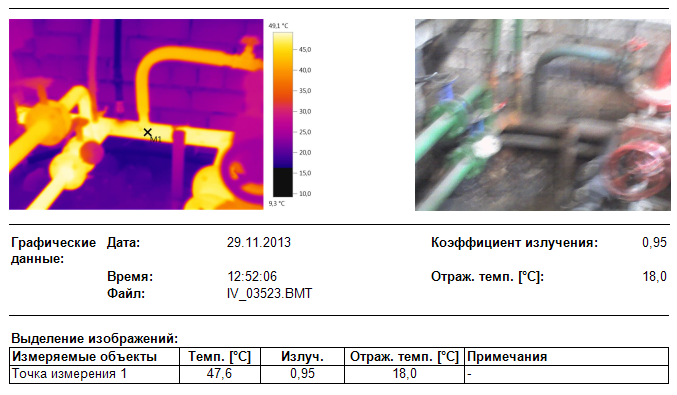 49,1 °C
45,0
40,0
35,0
30,0
25,0
20,0
15,0
10,0
9,3 °C
M1
Графические данные:
Дата: 29.11.2013 Коэффициент излучения: 0,95
Время: 12:52:06 Отраж. темп. [°C]: 18,0
Файл: IV_03523.BMT
Выделение изображений:
Измеряемые объекты Темп. [°C] Излуч. Отраж. темп. [°C] Примечания
Точка измерения 1 47,6 0,95 18,0 -